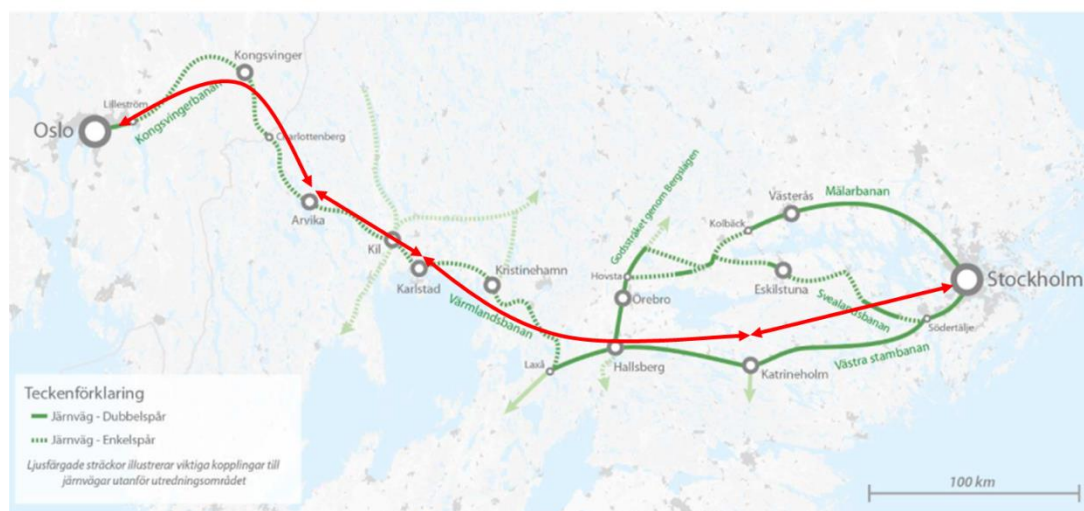 Kongsvinger
Lilleström
Kongsvingerbanan
Oslo
Charlottenberg
Arvika
Kil
Karlstad
Kristinehamn
Värmlandsbanan
Laxå
Hallsberg
Örebro
Hovsta
Godsstråket genom Bergslagen
Kolbäck
Västerås
Mälarbanan
Eskilstuna
Svealandsbanan
Stockholm
Södertälje
Västra stambanan
Katrineholm
Teckenförklaring
Järnväg - Dubbelspår
Järnväg - Enkelspår
Ljusfärgade sträckor illustrerar viktiga kopplingar till
järnvägar utanför utredningsområdet
100 km